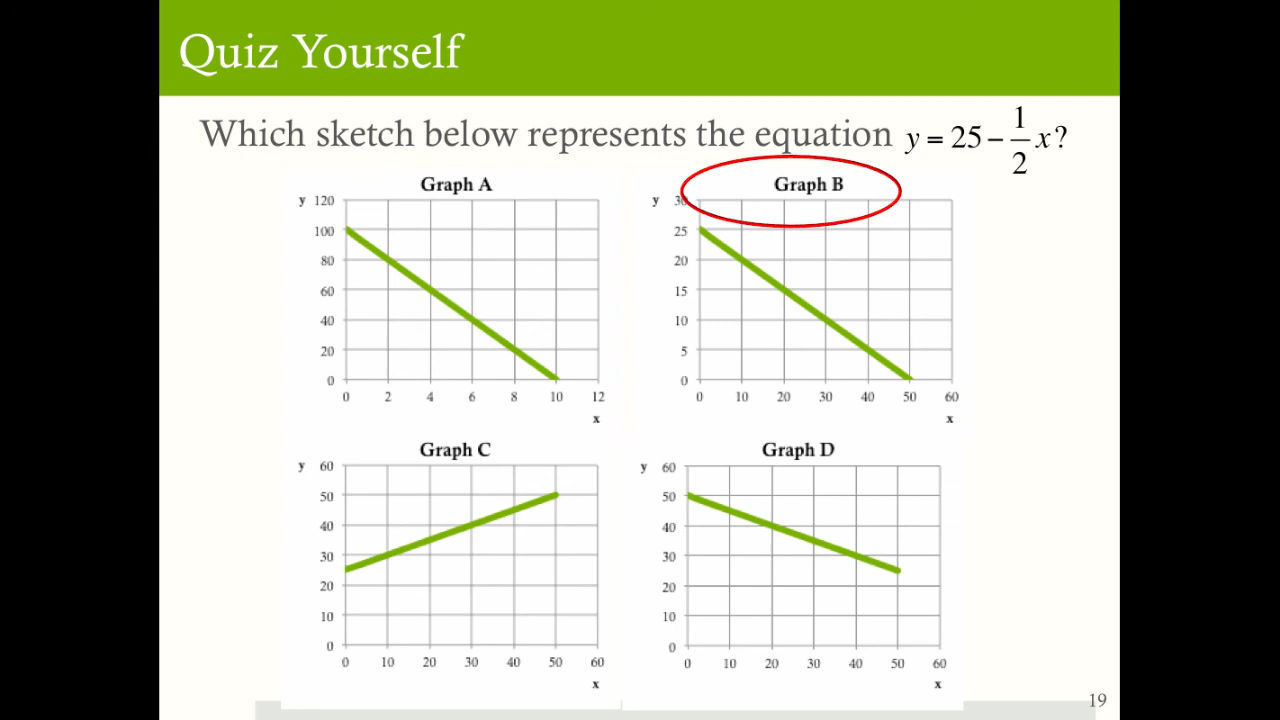 Quiz Yourself
Which sketch below represents the equation y = 25 − 1/2 x?
Graph A
y
120
100
80
60
40
20
0
0 2 4 6 8 10 12
x
Graph B
y
30
25
20
15
10
5
0
0 10 20 30 40 50 60
x
Graph C
y
60
50
40
30
20
10
0
0 10 20 30 40 50 60
x
Graph D
y
60
50
40
30
20
10
0
0 10 20 30 40 50 60
x
19